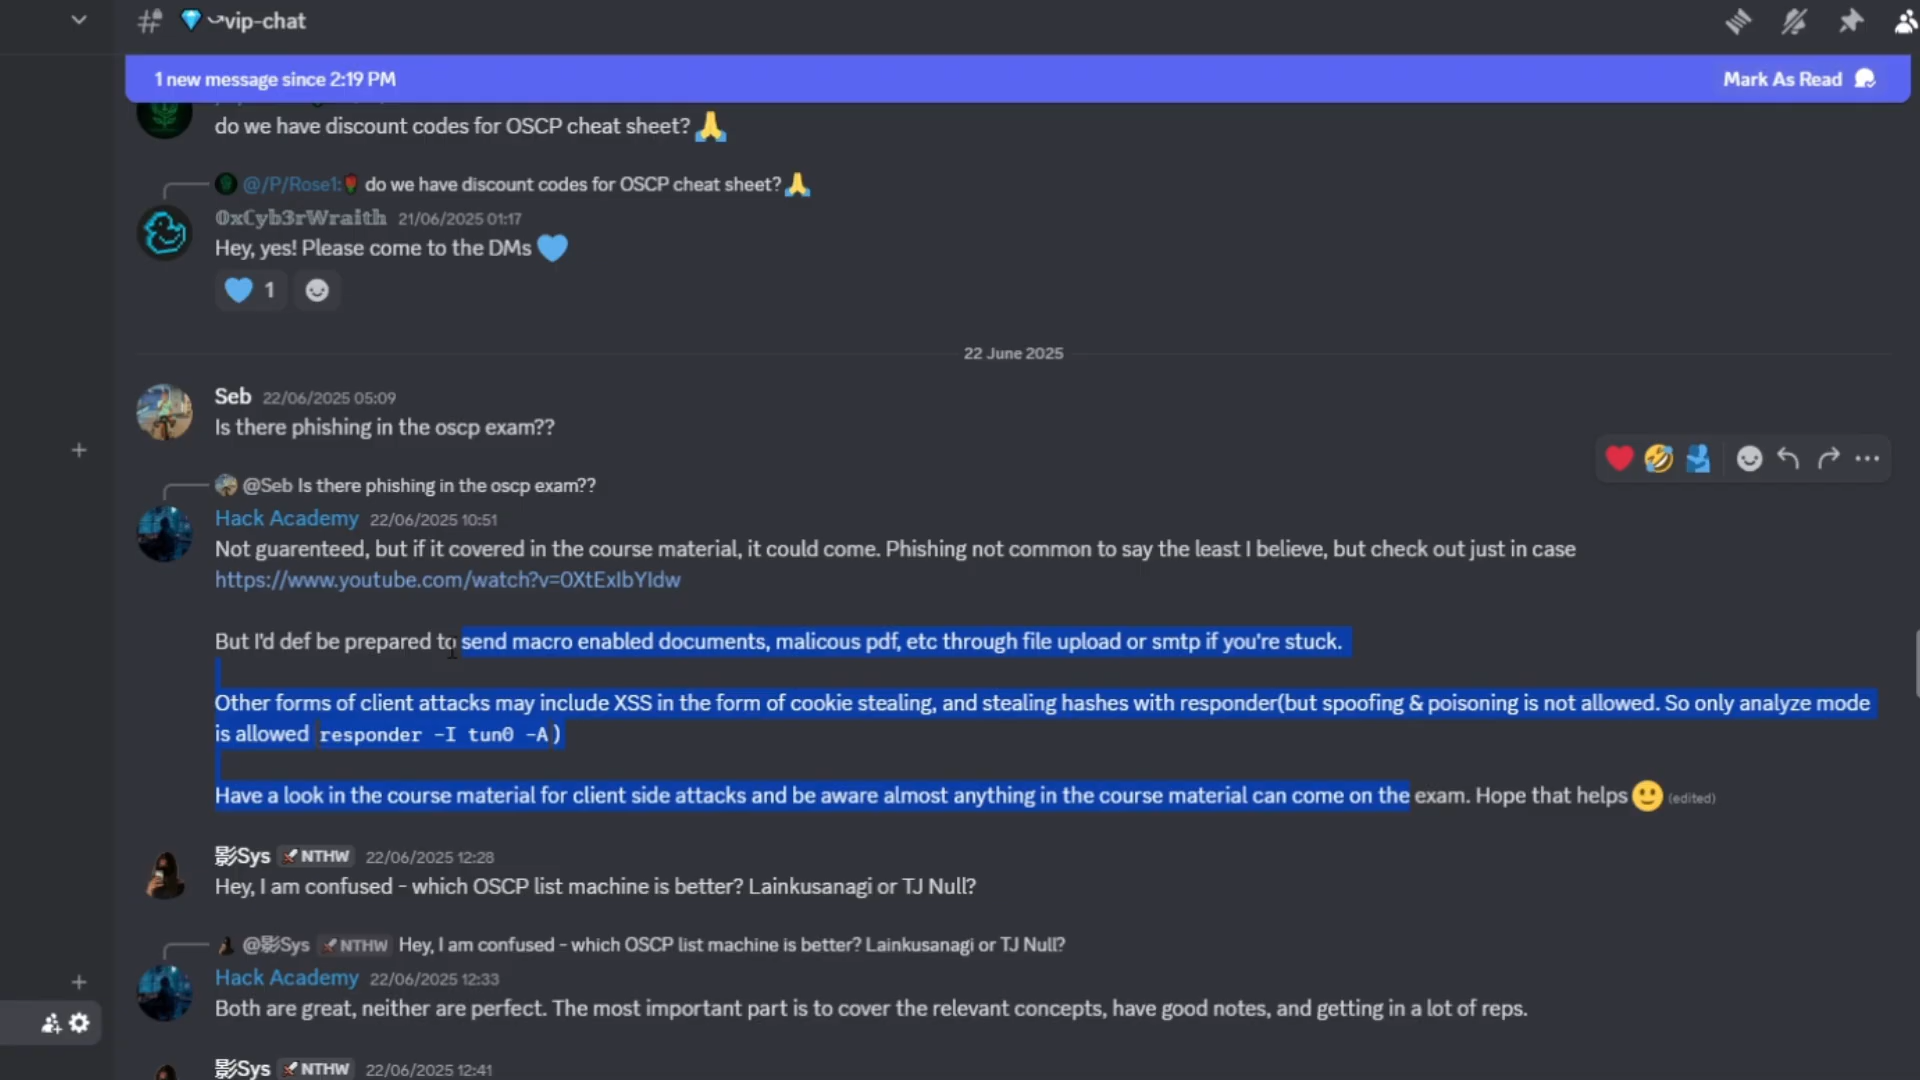 vip-chat
1 new message since 2:19 PM
Mark As Read
do we have discount codes for OSCP cheat sheet? 🙏
@/P/Rose1:🌹 do we have discount codes for OSCP cheat sheet? 🙏
0xCyb3rWraith 21/06/2025 01:17
Hey, yes! Please come to the DMs 💙
💙 1
22 June 2025
Seb 22/06/2025 05:09
Is there phishing in the oscp exam??
@Seb Is there phishing in the oscp exam??
Hack Academy 22/06/2025 10:51
Not guarenteed, but if it covered in the course material, it could come. Phishing not common to say the least I believe, but check out just in case
https://www.youtube.com/watch?v=0XtExIbYIdw
But I'd def be prepared to send macro enabled documents, malicous pdf, etc through file upload or smtp if you're stuck.
Other forms of client attacks may include XSS in the form of cookie stealing, and stealing hashes with responder(but spoofing & poisoning is not allowed. So only analyze mode
is allowed responder -I tun0 -A)
Have a look in the course material for client side attacks and be aware almost anything in the course material can come on the exam. Hope that helps 🙂 (edited)
影Sys NTHW 22/06/2025 12:28
Hey, I am confused - which OSCP list machine is better? Lainkusanagi or TJ Null?
@影Sys NTHW Hey, I am confused - which OSCP list machine is better? Lainkusanagi or TJ Null?
Hack Academy 22/06/2025 12:33
Both are great, neither are perfect. The most important part is to cover the relevant concepts, have good notes, and getting in a lot of reps.
影Sys NTHW 22/06/2025 12:41